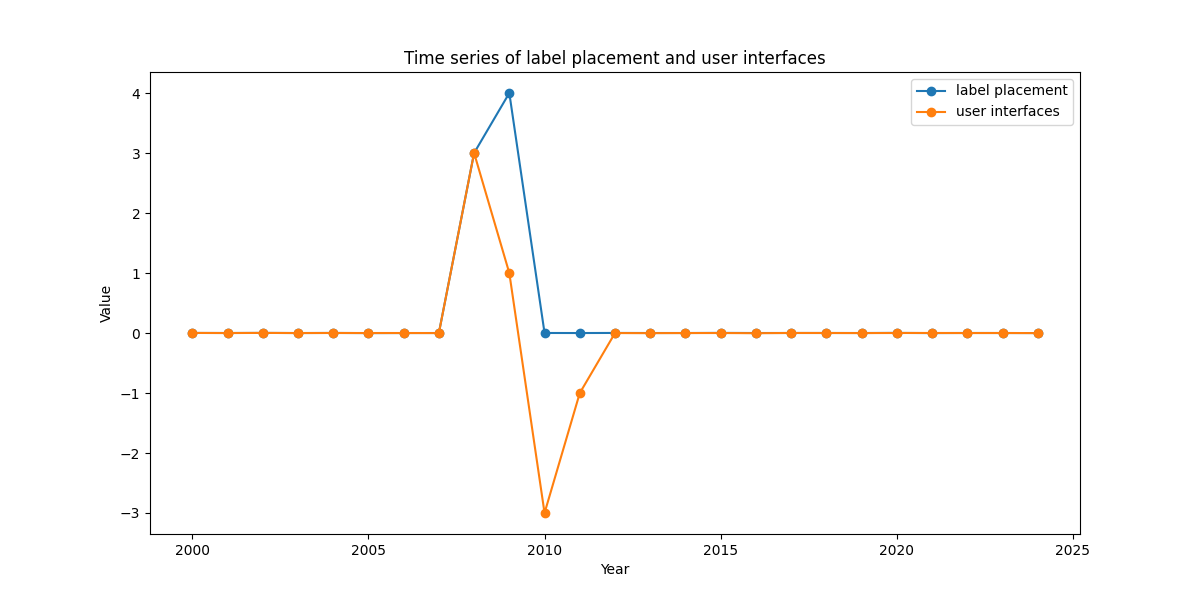 Time series of label placement and user interfaces
label placement
user interfaces
Value
4
3
2
1
0
−1
−2
−3
2000 2005 2010 2015 2020 2025
Year